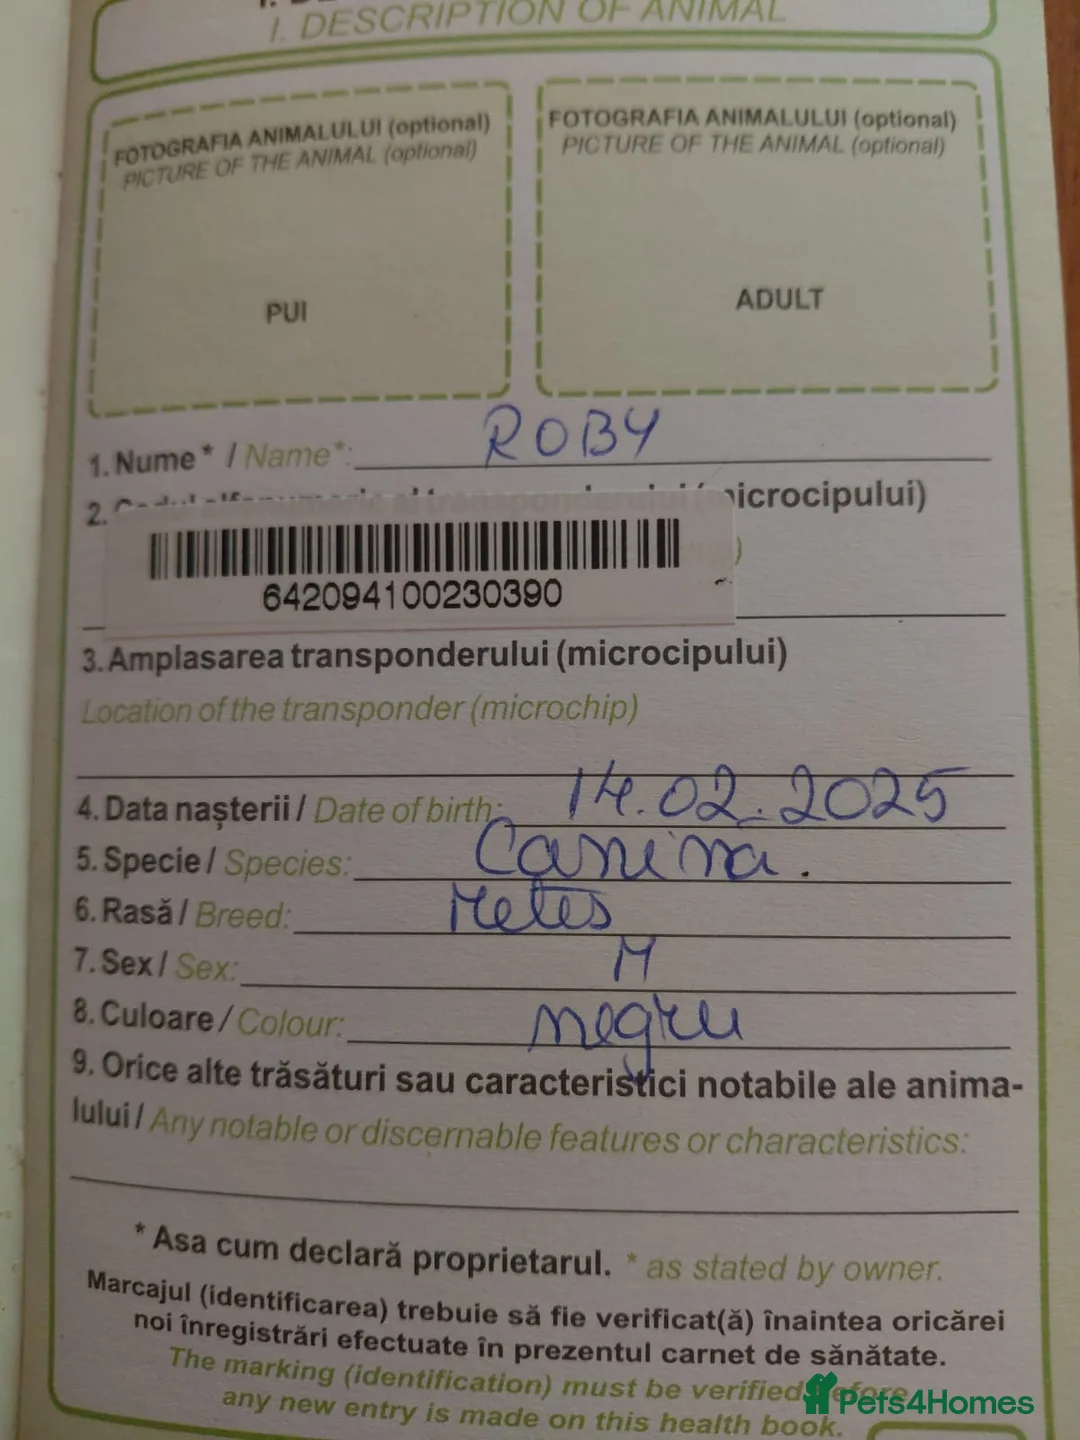 I. DESCRIPTION OF ANIMAL
FOTOGRAFIA ANIMALULUI (optional)
PICTURE OF THE ANIMAL (optional)
PUI
FOTOGRAFIA ANIMALULUI (optional)
PICTURE OF THE ANIMAL (optional)
ADULT
1. Nume* / Name*: ROBY
2. Codul alfanumeric al transponderului (microcipului)
642094100230390
3. Amplasarea transponderului (microcipului)
Location of the transponder (microchip)
4. Data nașterii / Date of birth: 14.02.2025
5. Specie / Species: Canina.
6. Rasă / Breed: Metis
7. Sex / Sex: M
8. Culoare / Colour: negru
9. Orice alte trăsături sau caracteristici notabile ale anima-
lului / Any notable or discernable features or characteristics:
* Asa cum declară proprietarul. * as stated by owner.
Marcajul (identificarea) trebuie să fie verificat(ă) înaintea oricărei
noi înregistrări efectuate în prezentul carnet de sănătate.
The marking (identification) must be verified before
any new entry is made on this health book.
Pets4Homes